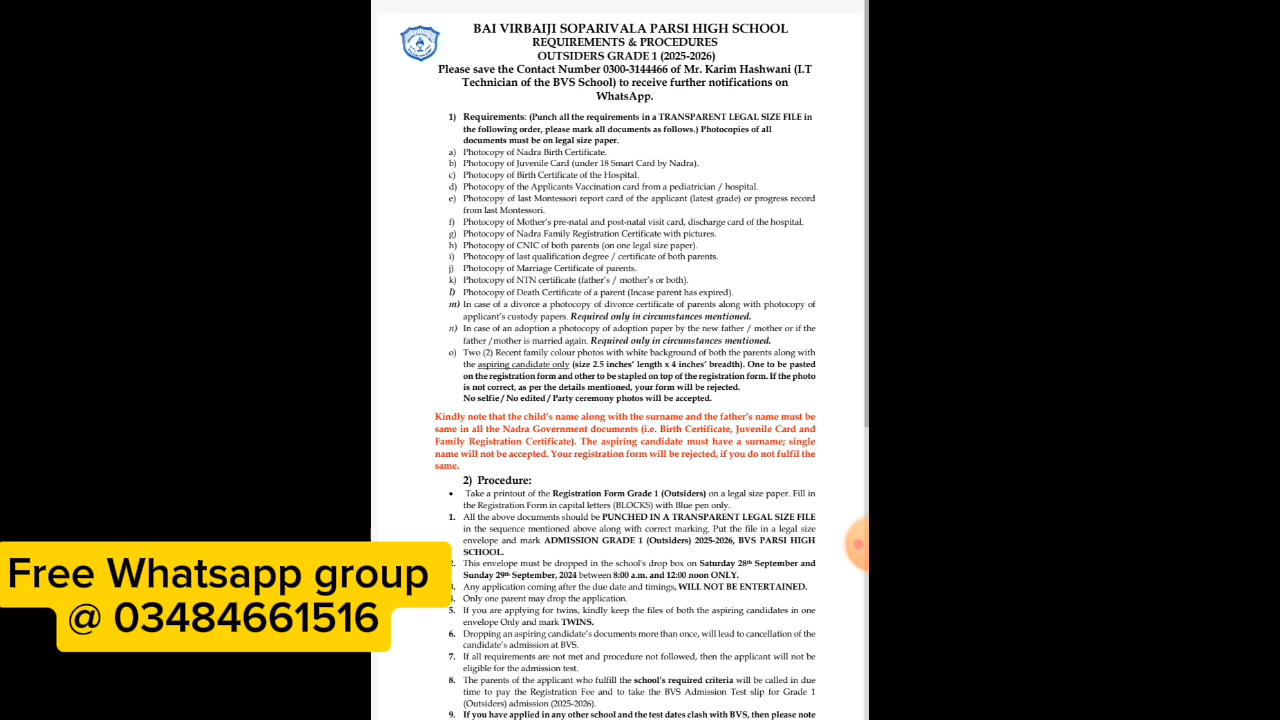 BAI VIRBAIJI SOPARIVALA PARSI HIGH SCHOOL
REQUIREMENTS & PROCEDURES
OUTSIDERS GRADE 1 (2025-2026)
Please save the Contact Number 0300-3144466 of Mr. Karim Hashwani (I.T
Technician of the BVS School) to receive further notifications on
WhatsApp.
1) Requirements: (Punch all the requirements in a TRANSPARENT LEGAL SIZE FILE in
the following order, please mark all documents as follows.) Photocopies of all
documents must be on legal size paper.
a) Photocopy of Nadra Birth Certificate.
b) Photocopy of Juvenile Card (under 18 Smart Card by Nadra).
c) Photocopy of Birth Certificate of the Hospital.
d) Photocopy of the Applicants Vaccination card from a pediatrician / hospital.
e) Photocopy of last Montessori report card of the applicant (latest grade) or progress record
from last Montessori.
f) Photocopy of Mother's pre-natal and post-natal visit card, discharge card of the hospital.
g) Photocopy of Nadra Family Registration Certificate with pictures.
h) Photocopy of CNIC of both parents (on one legal size paper).
i) Photocopy of last qualification degree / certificate of both parents.
j) Photocopy of Marriage Certificate of parents.
k) Photocopy of NTN certificate (father's / mother's or both).
l) Photocopy of Death Certificate of a parent (Incase parent has expired).
m) In case of a divorce a photocopy of divorce certificate of parents along with photocopy of
applicant's custody papers. Required only in circumstances mentioned.
n) In case of an adoption a photocopy of adoption paper by the new father / mother or if the
father /mother is married again. Required only in circumstances mentioned.
o) Two (2) Recent family colour photos with white background of both the parents along with
the aspiring candidate only (size 2.5 inches' length x 4 inches' breadth). One to be pasted
on the registration form and other to be stapled on top of the registration form. If the photo
is not correct, as per the details mentioned, your form will be rejected.
No selfie / No edited / Party ceremony photos will be accepted.
Kindly note that the child's name along with the surname and the father's name must be
same in all the Nadra Government documents (i.e. Birth Certificate, Juvenile Card and
Family Registration Certificate). The aspiring candidate must have a surname; single
name will not be accepted. Your registration form will be rejected, if you do not fulfil the
same.
2) Procedure:
• Take a printout of the Registration Form Grade 1 (Outsiders) on a legal size paper. Fill in
the Registration Form in capital letters (BLOCKS) with Blue pen only.
1. All the above documents should be PUNCHED IN A TRANSPARENT LEGAL SIZE FILE
in the sequence mentioned above along with correct marking. Put the file in a legal size
envelope and mark ADMISSION GRADE 1 (Outsiders) 2025-2026, BVS PARSI HIGH
SCHOOL.
2. This envelope must be dropped in the school's drop box on Saturday 28th September and
Sunday 29th September, 2024 between 8:00 a.m. and 12:00 noon ONLY.
Any application coming after the due date and timings, WILL NOT BE ENTERTAINED.
Only one parent may drop the application.
5. If you are applying for twins, kindly keep the files of both the aspiring candidates in one
envelope Only and mark TWINS.
6. Dropping an aspiring candidate's documents more than once, will lead to cancellation of the
candidate's admission at BVS.
7. If all requirements are not met and procedure not followed, then the applicant will not be
eligible for the admission test.
8. The parents of the applicant who fulfill the school's required criteria will be called in due
time to pay the Registration Fee and to take the BVS Admission Test slip for Grade 1
(Outsiders) admission (2025-2026).
9. If you have applied in any other school and the test dates clash with BVS, then please note
Free Whatsapp group
@ 03484661516